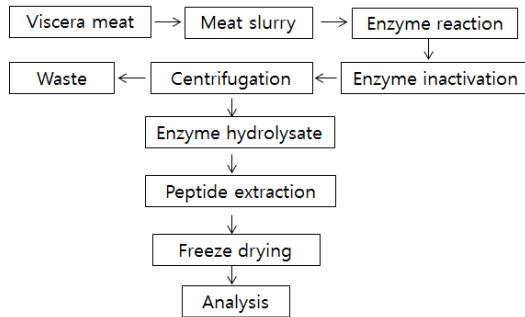 Viscera meat
Meat slurry
Enzyme reaction
Enzyme inactivation
Centrifugation
Waste
Enzyme hydrolysate
Peptide extraction
Freeze drying
Analysis